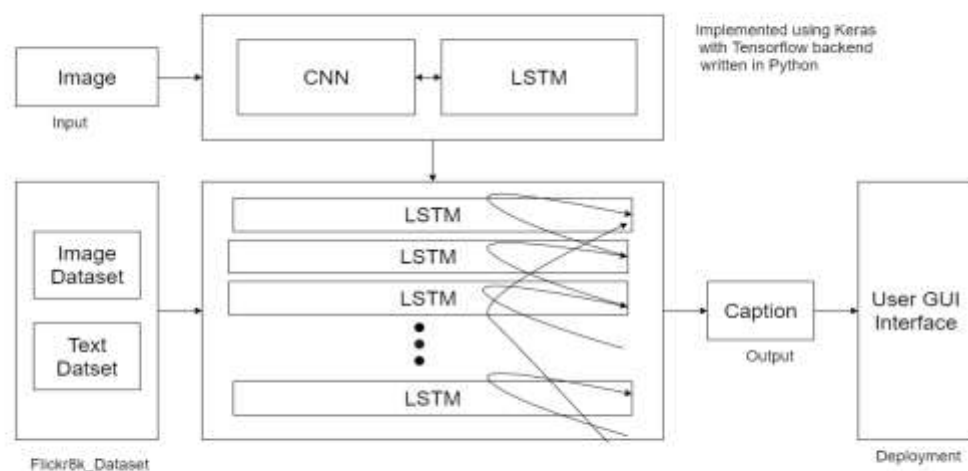 Implemented using Keras
with Tensorflow backend
written in Python
Image
Input
CNN
LSTM
Image
Dataset
Text
Datset
Flickr8k_Dataset
LSTM
LSTM
LSTM
LSTM
Caption
Output
User GUI
Interface
Deployment